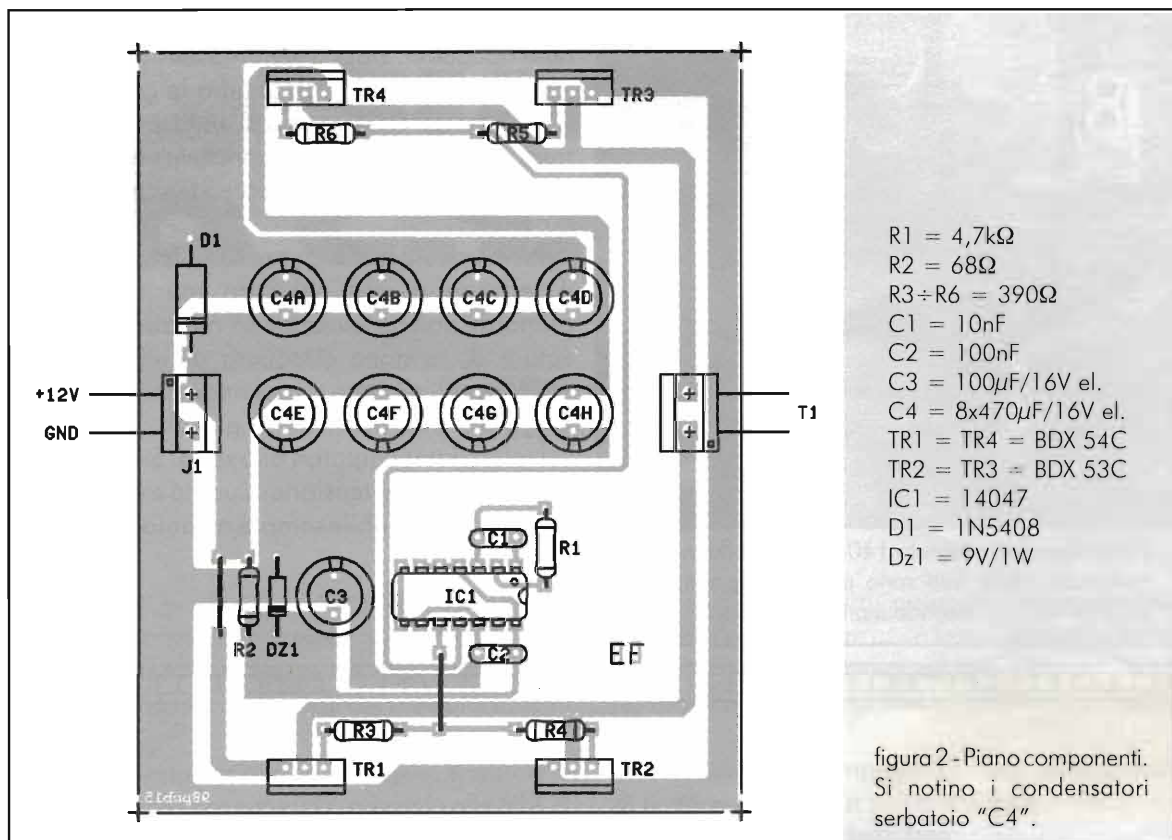 TR4
TR3
R6
R5
D1
C4A
C4B
C4C
C4D
+12V
GND
J1
C4E
C4F
C4G
C4H
T1
C1
R1
IC1
C3
R2
DZ1
C2
EF
R3
R4
TR1
TR2
R1 = 4,7kΩ
R2 = 68Ω
R3÷R6 = 390Ω
C1 = 10nF
C2 = 100nF
C3 = 100µF/16V el.
C4 = 8x470µF/16V el.
TR1 = TR4 = BDX 54C
TR2 = TR3 = BDX 53C
IC1 = 14047
D1 = 1N5408
Dz1 = 9V/1W
figura 2 - Piano componenti.
Si notino i condensatori
serbatoio "C4".